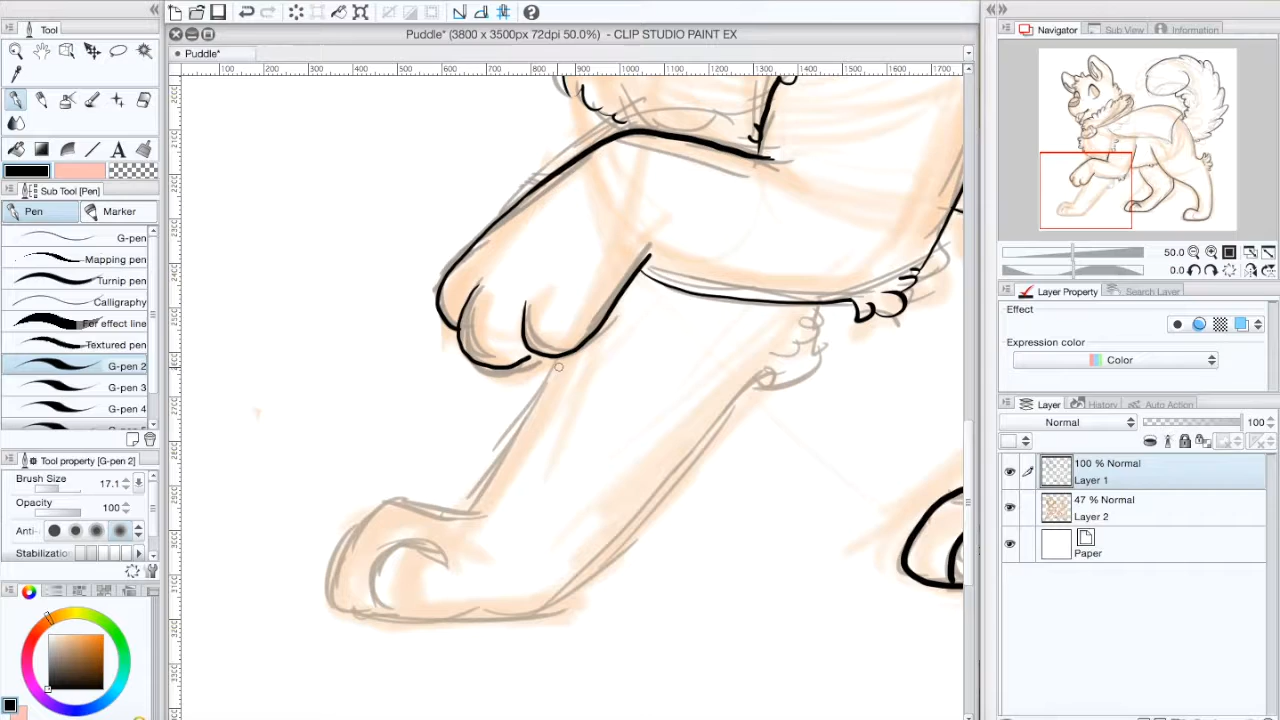 Tool
Sub Tool [Pen]
Pen
Marker
G-pen
Mapping pen
Turnip pen
Calligraphy
For effect line
Textured pen
G-pen 2
G-pen 3
G-pen 4
Tool property [G-pen 2]
Brush Size 17.1
Opacity 100
Anti-
Stabilization
Puddle* (3800 x 3500px 72dpi 50.0%) - CLIP STUDIO PAINT EX
Puddle*
100 200 300 400 500 600 700 800 900 1000 1100 1200 1300 1400 1500 1600 1700
Navigator Sub View Information
50.0
0.0
Layer Property Search Layer
Effect
Expression color
Color
Layer History Auto Action
Normal 100
100 % Normal
Layer 1
47 % Normal
Layer 2
Paper